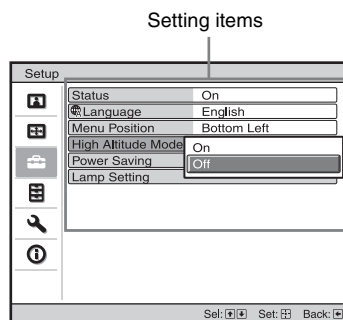 Setting items
Setup
Status On
Language English
Menu Position Bottom Left
High Altitude Mode On
Power Saving Off
Lamp Setting
Sel: Set: Back: